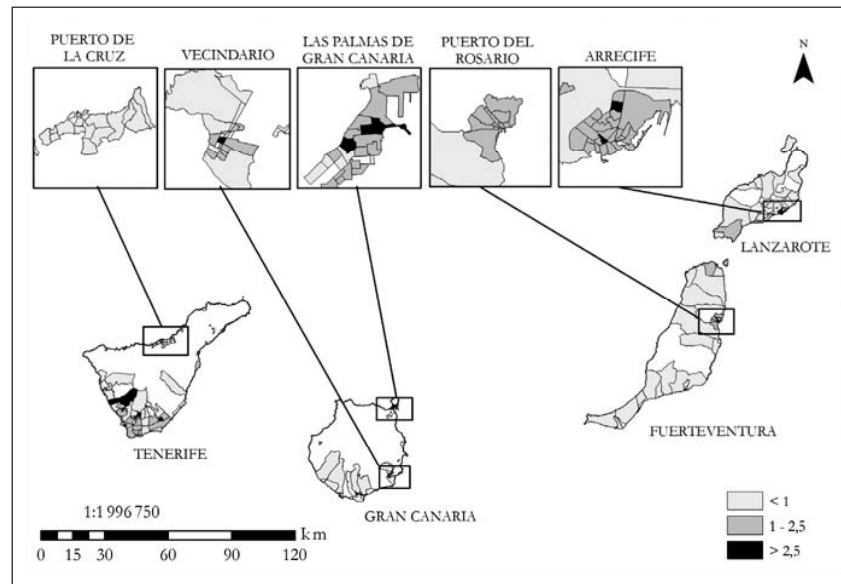 PUERTO DE
LA CRUZ
VECINDARIO
LAS PALMAS DE
GRAN CANARIA
PUERTO DEL
ROSARIO
ARRECIFE
N
LANZAROTE
FUERTEVENTURA
TENERIFE
GRAN CANARIA
1:1 996 750
km
0 15 30 60 90 120
< 1
1 - 2,5
> 2,5